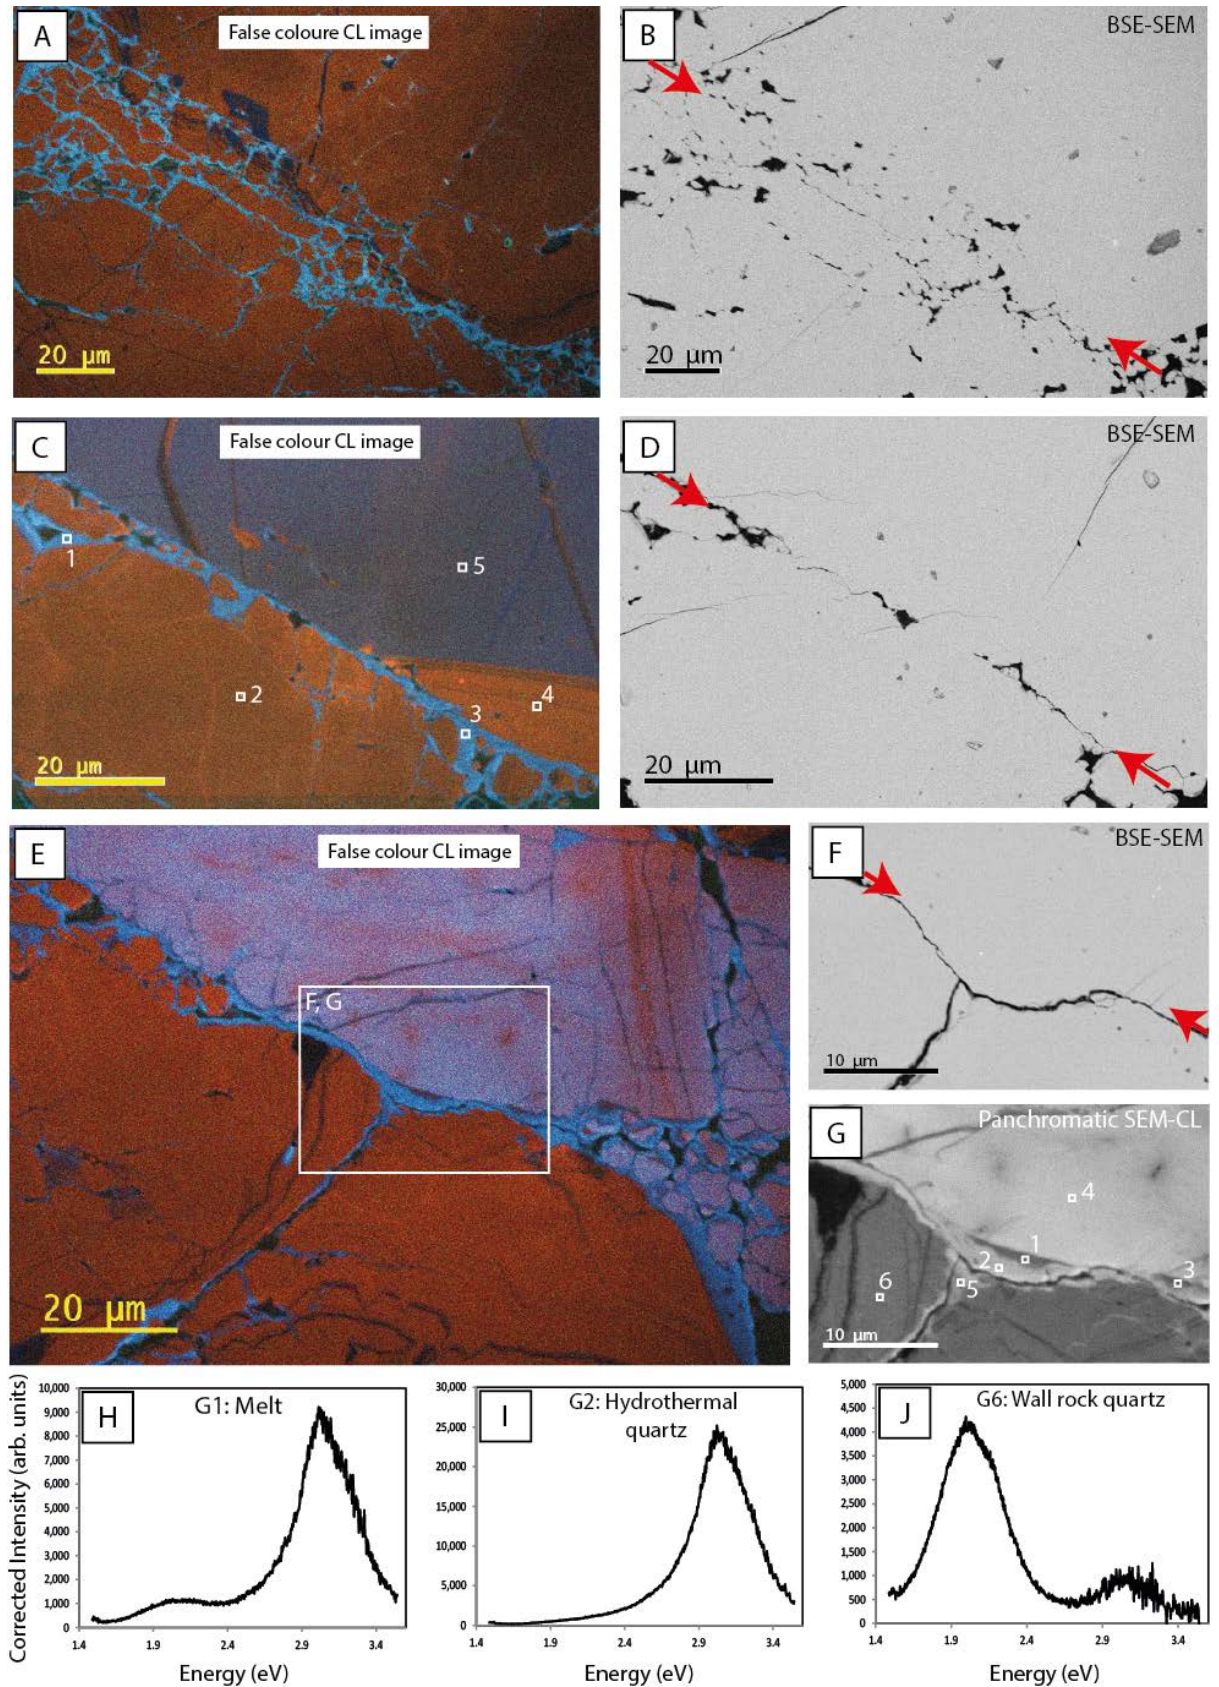 A
False coloure CL image
20 µm
B
BSE-SEM
20 µm
C
False colour CL image
1
5
2
4
3
20 µm
D
BSE-SEM
20 µm
E
False colour CL image
F, G
20 µm
F
BSE-SEM
10 µm
G
Panchromatic SEM-CL
4
1
2
3
6
5
10 µm
Corrected Intensity (arb. units)
H
G1: Melt
10,000
9,000
8,000
7,000
6,000
5,000
4,000
3,000
2,000
1,000
0
1.4
1.9
2.4
2.9
3.4
Energy (eV)
I
G2: Hydrothermal
quartz
30,000
25,000
20,000
15,000
10,000
5,000
0
1.4
1.9
2.4
2.9
3.4
Energy (eV)
J
G6: Wall rock quartz
5,000
4,500
4,000
3,500
3,000
2,500
2,000
1,500
1,000
500
0
1.4
1.9
2.4
2.9
3.4
Energy (eV)